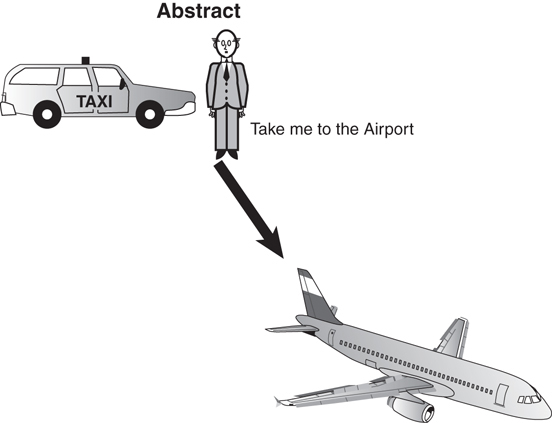 Abstract
TAXI
Take me to the Airport